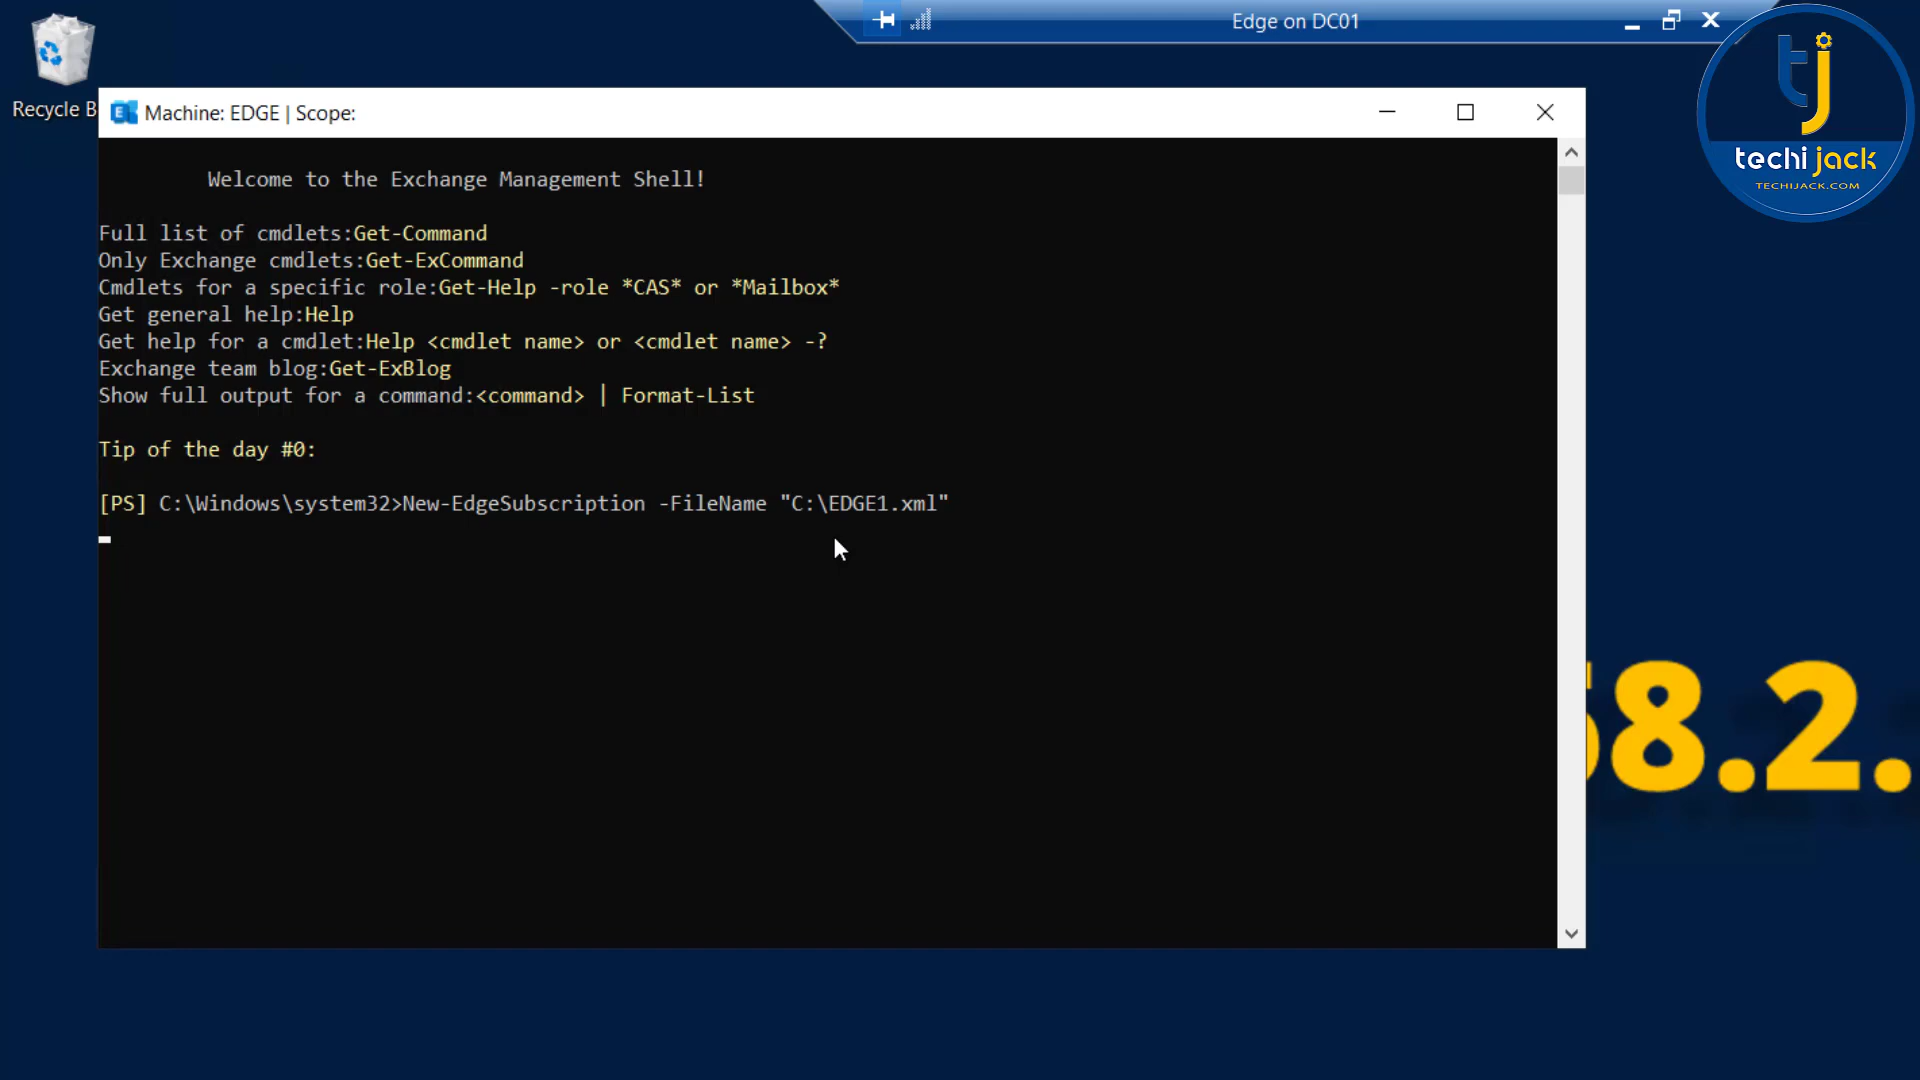 Edge on DC01
tj
techi jack
TECHIJACK.COM
Recycle B
Machine: EDGE | Scope:
Welcome to the Exchange Management Shell!
Full list of cmdlets:Get-Command
Only Exchange cmdlets:Get-ExCommand
Cmdlets for a specific role:Get-Help -role *CAS* or *Mailbox*
Get general help:Help
Get help for a cmdlet:Help <cmdlet name> or <cmdlet name> -?
Exchange team blog:Get-ExBlog
Show full output for a command:<command> | Format-List
Tip of the day #0:
[PS] C:\Windows\system32>New-EdgeSubscription -FileName "C:\EDGE1.xml"
8.2.